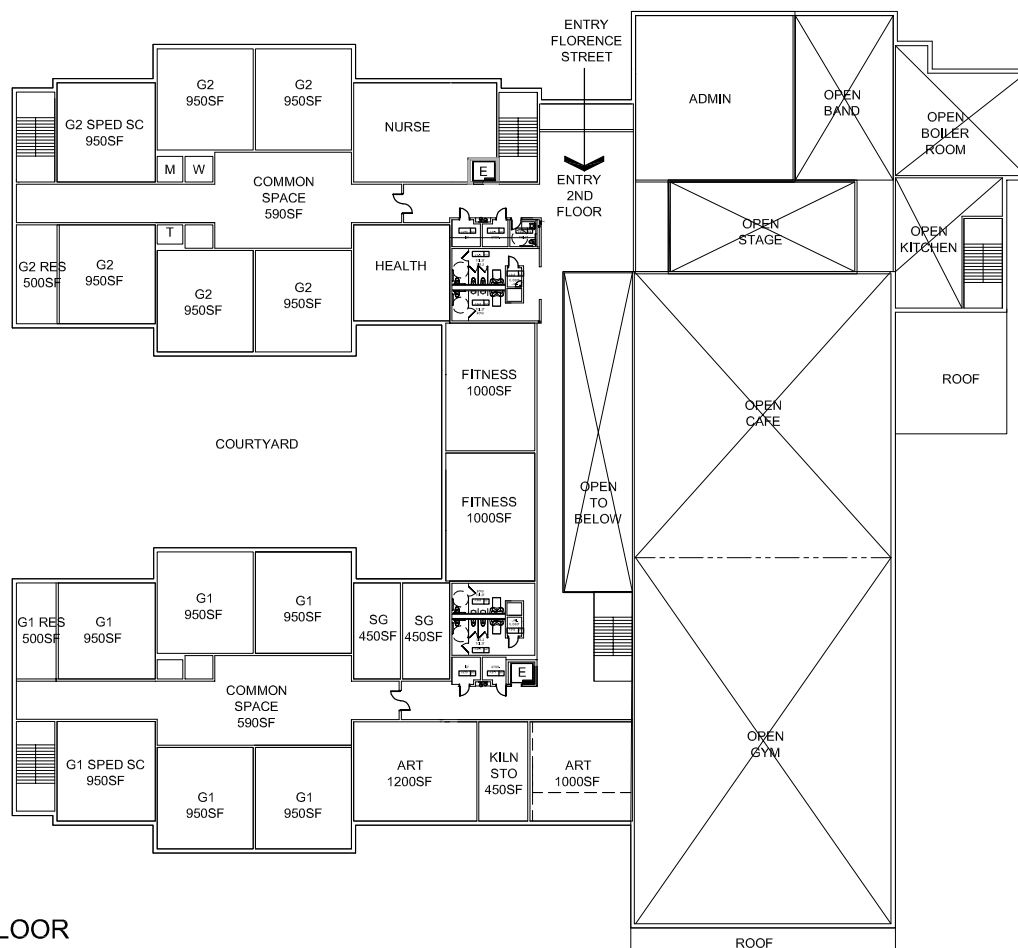 ENTRY
FLORENCE
STREET
G2
950SF
G2
950SF
G2 SPED SC
950SF
NURSE
ADMIN
OPEN
BAND
OPEN
BOILER
ROOM
M
W
E
COMMON
SPACE
590SF
ENTRY
2ND
FLOOR
T
G2 RES
500SF
G2
950SF
HEALTH
OPEN
STAGE
OPEN
KITCHEN
G2
950SF
G2
950SF
FITNESS
1000SF
ROOF
OPEN
CAFE
COURTYARD
FITNESS
1000SF
OPEN
TO
BELOW
G1
950SF
G1
950SF
G1 RES
500SF
G1
950SF
SG
450SF
SG
450SF
E
COMMON
SPACE
590SF
G1 SPED SC
950SF
ART
1200SF
KILN
STO
450SF
ART
1000SF
OPEN
GYM
G1
950SF
G1
950SF
LOOR
ROOF